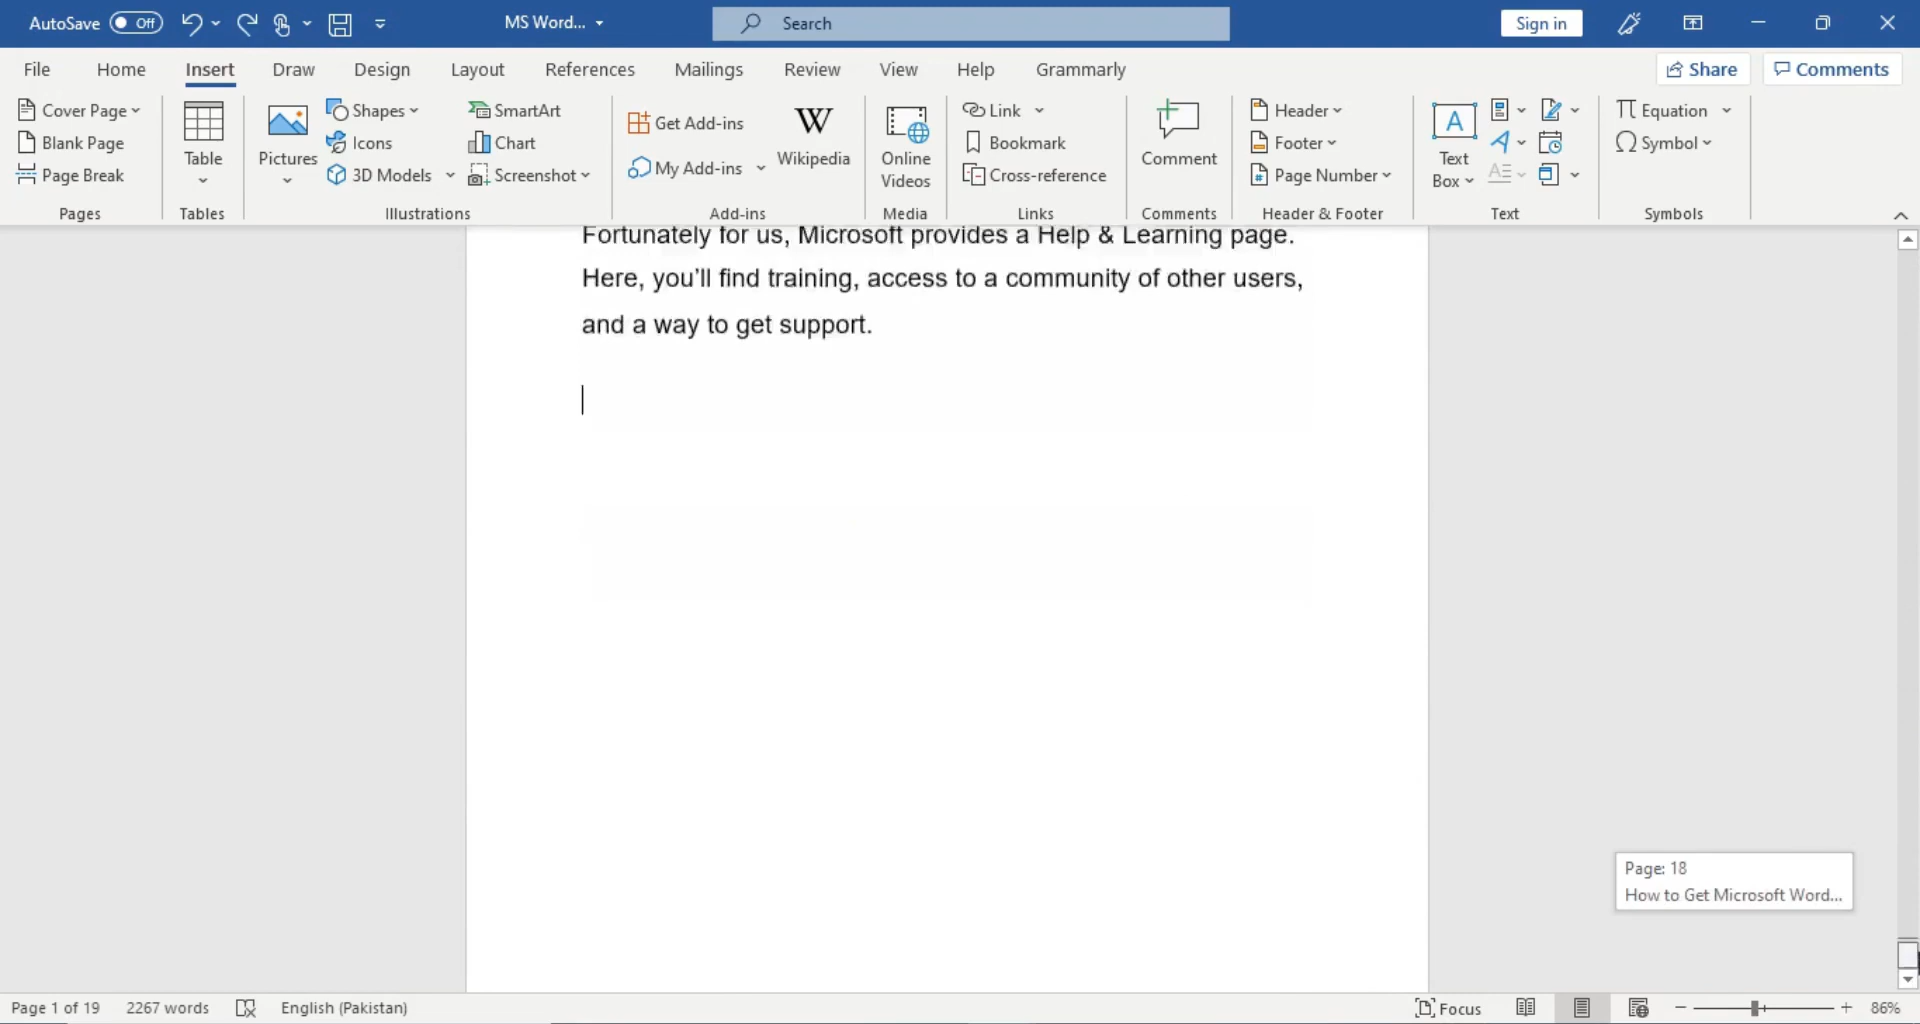 AutoSave Off MS Word... Search Sign in
File Home Insert Draw Design Layout References Mailings Review View Help Grammarly Share Comments
Cover Page
Blank Page
Page Break
Pages
Table
Tables
Pictures
Shapes
Icons
3D Models
SmartArt
Chart
Screenshot
Illustrations
Get Add-ins
My Add-ins
W
Wikipedia
Add-ins
Online
Videos
Media
Link
Bookmark
Cross-reference
Links
Comment
Comments
Header
Footer
Page Number
Header & Footer
A
Text
Box
Text
Equation
Symbol
Symbols
Fortunately for us, Microsoft provides a Help & Learning page.
Here, you’ll find training, access to a community of other users,
and a way to get support.
Page: 18
How to Get Microsoft Word...
Page 1 of 19 2267 words English (Pakistan) Focus 86%